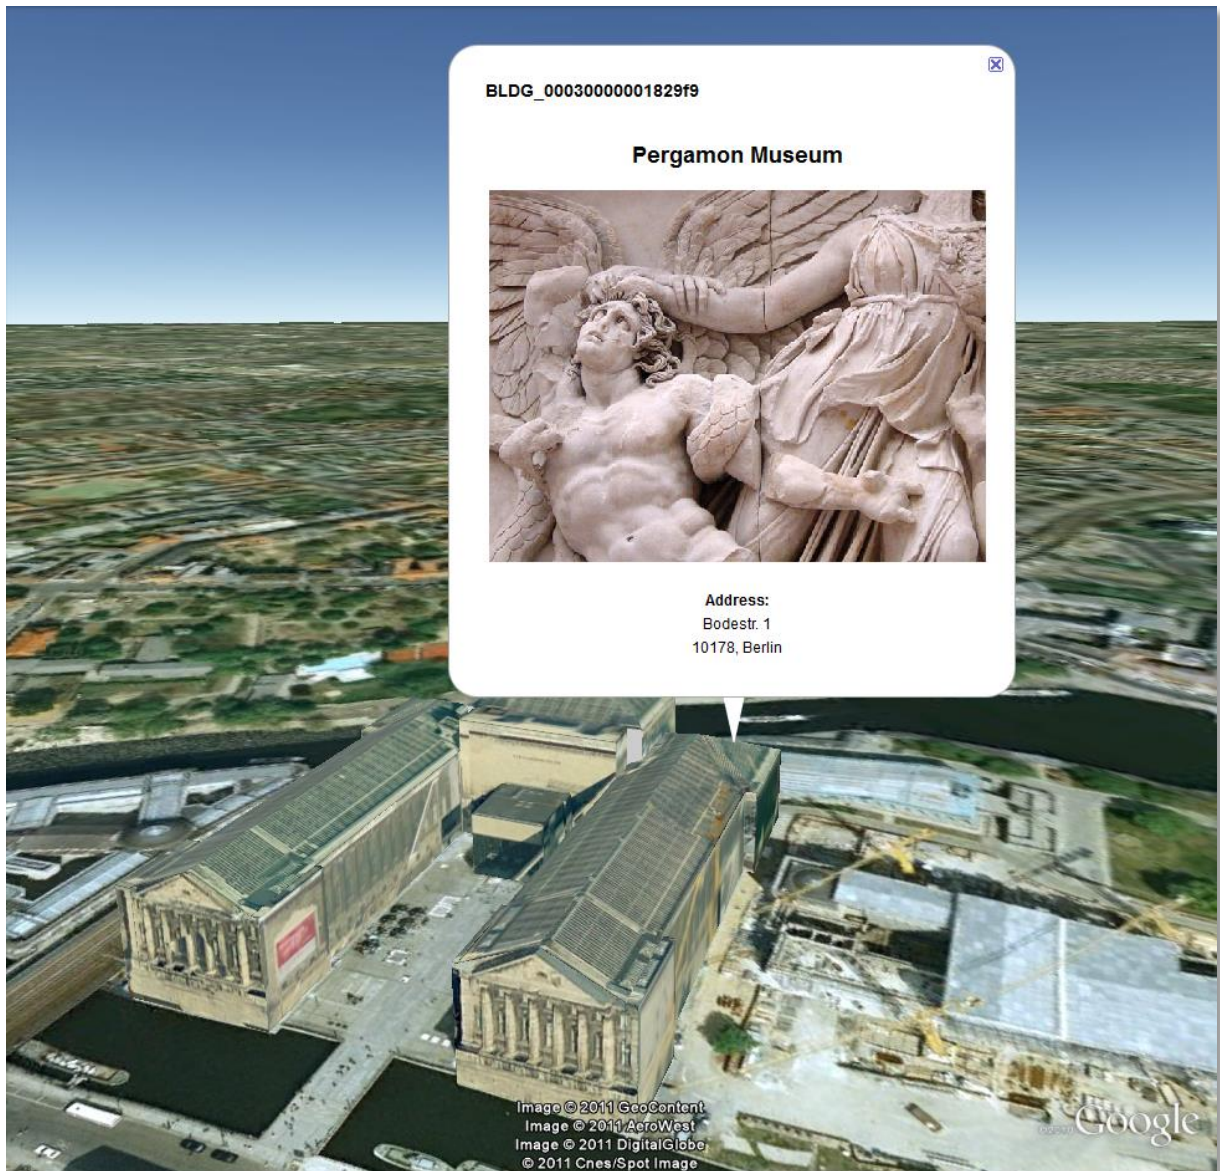 BLDG_00030000001829f9
Pergamon Museum
Address:
Bodestr. 1
10178, Berlin
Image © 2011 GeoContent
Image © 2011 AeroWest
Image © 2011 DigitalGlobe
© 2011 Cnes/Spot Image
Google